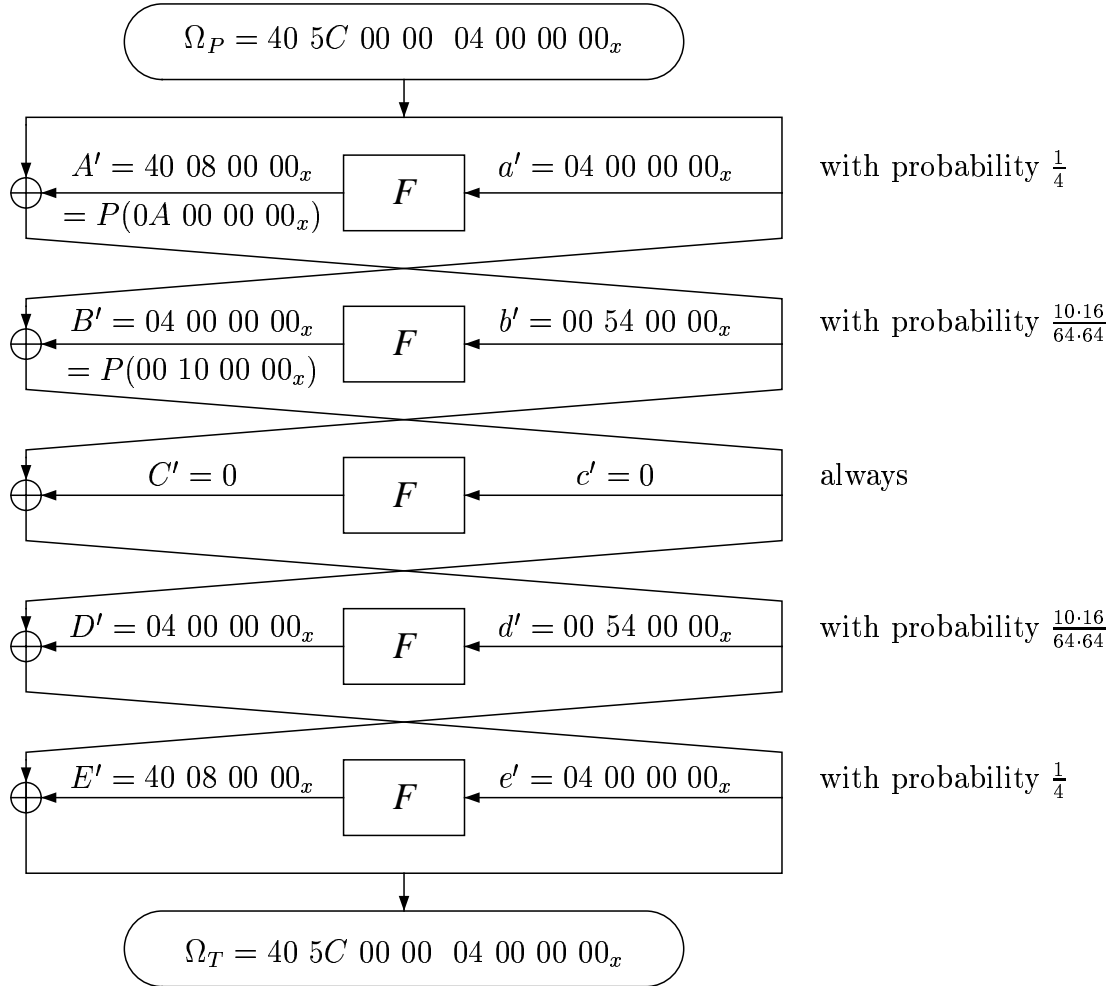 Ω_P = 40 5C 00 00 04 00 00 00_x
A′ = 40 08 00 00_x
= P(0A 00 00 00_x)
F
a′ = 04 00 00 00_x
with probability 1/4
B′ = 04 00 00 00_x
= P(00 10 00 00_x)
F
b′ = 00 54 00 00_x
with probability 10·16/64·64
C′ = 0
F
c′ = 0
always
D′ = 04 00 00 00_x
F
d′ = 00 54 00 00_x
with probability 10·16/64·64
E′ = 40 08 00 00_x
F
e′ = 04 00 00 00_x
with probability 1/4
Ω_T = 40 5C 00 00 04 00 00 00_x